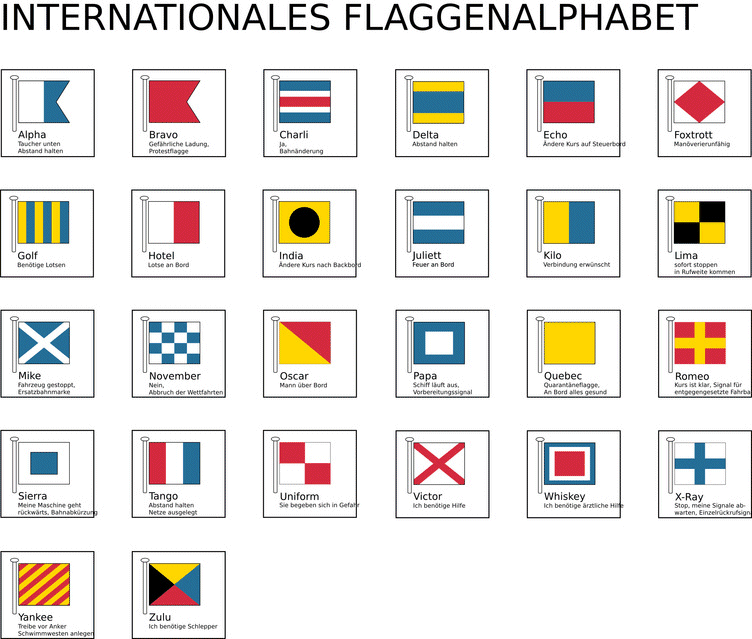 INTERNATIONALES FLAGGENALPHABET
Alpha
Taucher unten
Abstand halten
Bravo
Gefährliche Ladung,
Protestflagge
Charli
Ja,
Bahnänderung
Delta
Abstand halten
Echo
Ändere Kurs auf Steuerbord
Foxtrott
Manövrierunfähig
Golf
Benötige Lotsen
Hotel
Lotse an Bord
India
Ändere Kurs nach Backbord
Juliett
Feuer an Bord
Kilo
Verbindung erwünscht
Lima
sofort stoppen
in Rufweite kommen
Mike
Fahrzeug gestoppt,
Ersatzbahnmarke
November
Nein,
Abbruch der Wettfahrten
Oscar
Mann über Bord
Papa
Schiff läuft aus,
Vorbereitungssignal
Quebec
Quarantäneflagge,
An Bord alles gesund
Romeo
Kurs ist klar, Signal für
entgegengesetzte Fahrba
Sierra
Meine Maschine geht
rückwärts, Bahnabkürzung
Tango
Abstand halten
Netze ausgelegt
Uniform
Sie begeben sich in Gefahr
Victor
Ich benötige Hilfe
Whiskey
Ich benötige ärztliche Hilfe
X-Ray
Stop, meine Signale ab-
warten, Einzelrückrufsign
Yankee
Treibe vor Anker
Schwimmwesten anlegen
Zulu
Ich benötige Schlepper